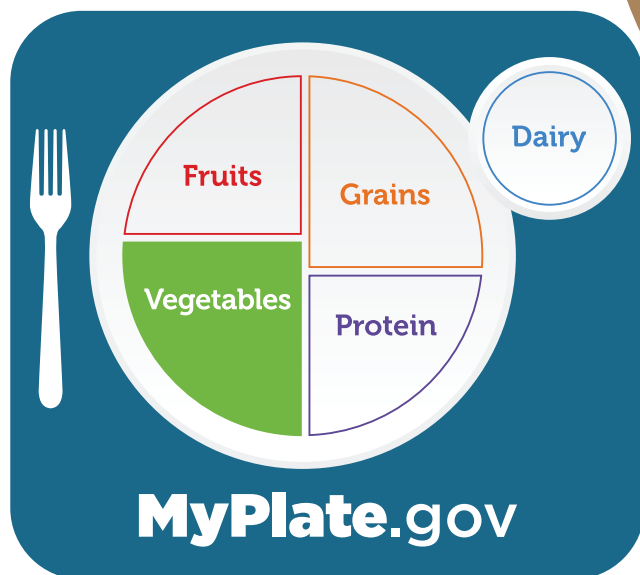 Fruits
Grains
Dairy
Vegetables
Protein
MyPlate.gov